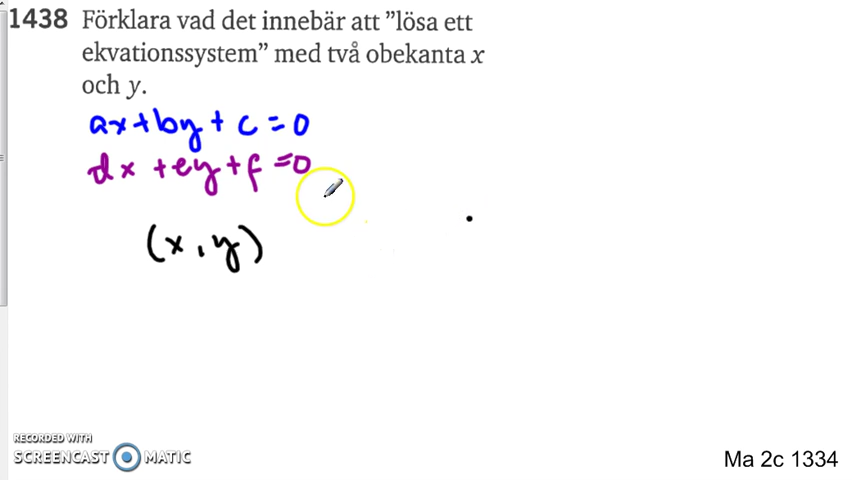 1438 Förklara vad det innebär att ”lösa ett
ekvationssystem” med två obekanta x
och y.
ax+by+c=0
dx+ey+f=0
(x,y)
RECORDED WITH
SCREENCAST MATIC
Ma 2c 1334